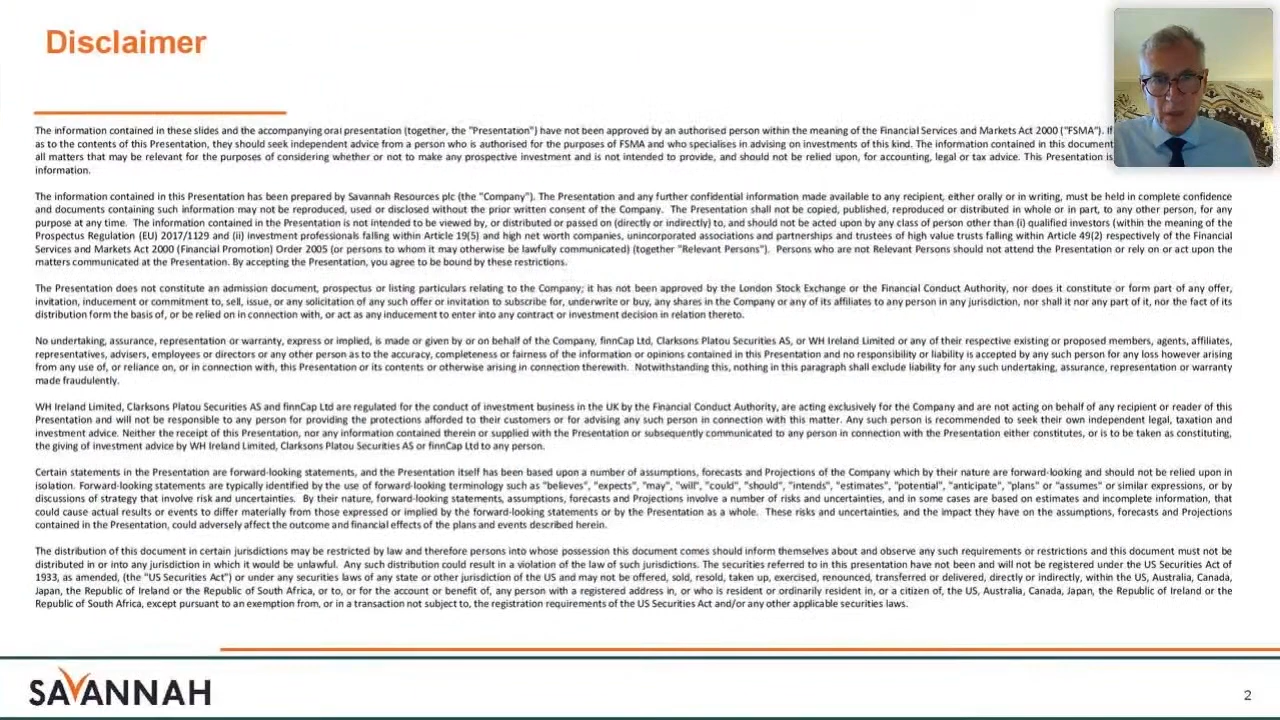 Disclaimer
The information contained in these slides and the accompanying oral presentation (together, the "Presentation") have not been approved by an authorised person within the meaning of the Financial Services and Markets Act 2000 ("FSMA"). If
as to the contents of this Presentation, they should seek independent advice from a person who is authorised for the purposes of FSMA and who specialises in advising on investments of this kind. The information contained in this document
all matters that may be relevant for the purposes of considering whether or not to make any prospective investment and is not intended to provide, and should not be relied upon, for accounting, legal or tax advice. This Presentation is
information.
The information contained in this Presentation has been prepared by Savannah Resources plc (the "Company"). The Presentation and any further confidential information made available to any recipient, either orally or in writing, must be held in complete confidence
and documents containing such information may not be reproduced, used or disclosed without the prior written consent of the Company. The Presentation shall not be copied, published, reproduced or distributed in whole or in part, to any other person, for any
purpose at any time. The information contained in the Presentation is not intended to be viewed by, or distributed or passed on (directly or indirectly) to, and should not be acted upon by any class of person other than (i) qualified investors (within the meaning of the
Prospectus Regulation (EU) 2017/1129 and (ii) investment professionals falling within Article 19(5) and high net worth companies, unincorporated associations and partnerships and trustees of high value trusts falling within Article 49(2) respectively of the Financial
Services and Markets Act 2000 (Financial Promotion) Order 2005 (or persons to whom it may otherwise be lawfully communicated) (together "Relevant Persons"). Persons who are not Relevant Persons should not attend the Presentation or rely on or act upon the
matters communicated at the Presentation. By accepting the Presentation, you agree to be bound by these restrictions.
The Presentation does not constitute an admission document, prospectus or listing particulars relating to the Company; it has not been approved by the London Stock Exchange or the Financial Conduct Authority, nor does it constitute or form part of any offer,
invitation, inducement or commitment to, sell, issue, or any solicitation of any such offer or invitation to subscribe for, underwrite or buy, any shares in the Company or any of its affiliates to any person in any jurisdiction, nor shall it nor any part of it, nor the fact of its
distribution form the basis of, or be relied on in connection with, or act as any inducement to enter into any contract or investment decision in relation thereto.
No undertaking, assurance, representation or warranty, express or implied, is made or given by or on behalf of the Company, finnCap Ltd, Clarksons Platou Securities AS, or WH Ireland Limited or any of their respective existing or proposed members, agents, affiliates,
representatives, advisers, employees or directors or any other person as to the accuracy, completeness or fairness of the information or opinions contained in this Presentation and no responsibility or liability is accepted by any such person for any loss however arising
from any use of, or reliance on, or in connection with, this Presentation or its contents or otherwise arising in connection therewith. Notwithstanding this, nothing in this paragraph shall exclude liability for any such undertaking, assurance, representation or warranty
made fraudulently.
WH Ireland Limited, Clarksons Platou Securities AS and finnCap Ltd are regulated for the conduct of investment business in the UK by the Financial Conduct Authority, are acting exclusively for the Company and are not acting on behalf of any recipient or reader of this
Presentation and will not be responsible to any person for providing the protections afforded to their customers or for advising any such person in connection with this matter. Any such person is recommended to seek their own independent legal, taxation and
investment advice. Neither the receipt of this Presentation, nor any information contained therein or supplied with the Presentation or subsequently communicated to any person in connection with the Presentation either constitutes, or is to be taken as constituting,
the giving of investment advice by WH Ireland Limited, Clarksons Platou Securities AS or finnCap Ltd to any person.
Certain statements in the Presentation are forward-looking statements, and the Presentation itself has been based upon a number of assumptions, forecasts and Projections of the Company which by their nature are forward-looking and should not be relied upon in
isolation. Forward-looking statements are typically identified by the use of forward-looking terminology such as "believes", "expects", "may", "will", "could", "should", "intends", "estimates", "potential", "anticipate", "plans" or "assumes" or similar expressions, or by
discussions of strategy that involve risk and uncertainties. By their nature, forward-looking statements, assumptions, forecasts and Projections involve a number of risks and uncertainties, and in some cases are based on estimates and incomplete information, that
could cause actual results or events to differ materially from those expressed or implied by the forward-looking statements or by the Presentation as a whole. These risks and uncertainties, and the impact they have on the assumptions, forecasts and Projections
contained in the Presentation, could adversely affect the outcome and financial effects of the plans and events described herein.
The distribution of this document in certain jurisdictions may be restricted by law and therefore persons into whose possession this document comes should inform themselves about and observe any such requirements or restrictions and this document must not be
distributed in or into any jurisdiction in which it would be unlawful. Any such distribution could result in a violation of the law of such jurisdictions. The securities referred to in this presentation have not been and will not be registered under the US Securities Act of
1933, as amended, (the "US Securities Act") or under any securities laws of any state or other jurisdiction of the US and may not be offered, sold, resold, taken up, exercised, renounced, transferred or delivered, directly or indirectly, within the US, Australia, Canada,
Japan, the Republic of Ireland or the Republic of South Africa, or to, or for the account or benefit of, any person with a registered address in, or who is resident or ordinarily resident in, or a citizen of, the US, Australia, Canada, Japan, the Republic of Ireland or the
Republic of South Africa, except pursuant to an exemption from, or in a transaction not subject to, the registration requirements of the US Securities Act and/or any other applicable securities laws.
SAVANNAH
2